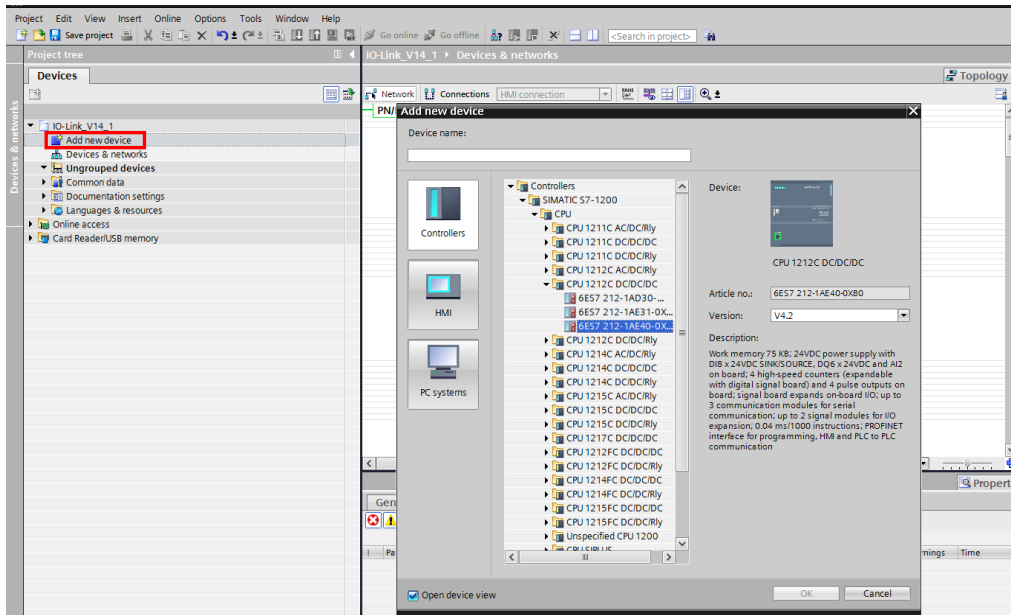 Project Edit View Insert Online Options Tools Window Help
Save project Go online Go offline <Search in project>
Project tree
IO-Link_V14_1 ▸ Devices & networks
Devices
Topology
Network Connections HMI connection
Devices & networks
IO-Link_V14_1
Add new device
Devices & networks
Ungrouped devices
Common data
Documentation settings
Languages & resources
Online access
Card Reader/USB memory
PN/
Add new device
Device name:
Controllers
HMI
PC systems
Controllers
SIMATIC S7-1200
CPU
CPU 1211C AC/DC/Rly
CPU 1211C DC/DC/DC
CPU 1211C DC/DC/Rly
CPU 1212C AC/DC/Rly
CPU 1212C DC/DC/DC
6ES7 212-1AD30-...
6ES7 212-1AE31-0X...
6ES7 212-1AE40-0X...
CPU 1212C DC/DC/Rly
CPU 1214C AC/DC/Rly
CPU 1214C DC/DC/DC
CPU 1214C DC/DC/Rly
CPU 1215C AC/DC/Rly
CPU 1215C DC/DC/DC
CPU 1215C DC/DC/Rly
CPU 1217C DC/DC/DC
CPU 1212FC DC/DC/DC
CPU 1212FC DC/DC/Rly
CPU 1214FC DC/DC/DC
CPU 1214FC DC/DC/Rly
CPU 1215FC DC/DC/DC
CPU 1215FC DC/DC/Rly
Unspecified CPU 1200
CPU SIPLUS
Device:
CPU 1212C DC/DC/DC
Article no.: 6ES7 212-1AE40-0XB0
Version: V4.2
Description:
Work memory 75 KB; 24VDC power supply with
DI8 x 24VDC SINK/SOURCE, DQ6 x 24VDC and AI2
on board; 4 high-speed counters (expandable
with digital signal board) and 4 pulse outputs on
board; signal board expands on-board I/O; up to
3 communication modules for serial
communication; up to 2 signal modules for I/O
expansion; 0.04 ms/1000 instructions; PROFINET
interface for programming, HMI and PLC to PLC
communication
Propert
Gen
! Pa
rnings Time
Open device view
OK Cancel